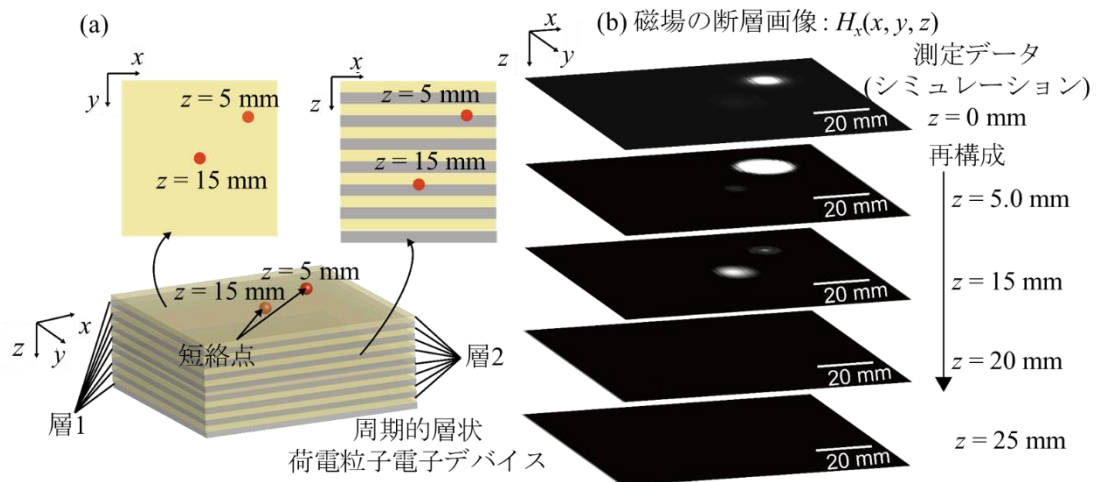 (a)
x
y
z = 5 mm
z = 15 mm
x
z
z = 5 mm
z = 15 mm
z = 5 mm
z = 15 mm
x
y
z
短絡点
層1
層2
周期的層状
荷電粒子電子デバイス
(b) 磁場の断層画像 : Hx(x, y, z)
x
y
z
測定データ
(シミュレーション)
z = 0 mm
20 mm
再構成
z = 5.0 mm
20 mm
z = 15 mm
20 mm
z = 20 mm
20 mm
z = 25 mm
20 mm